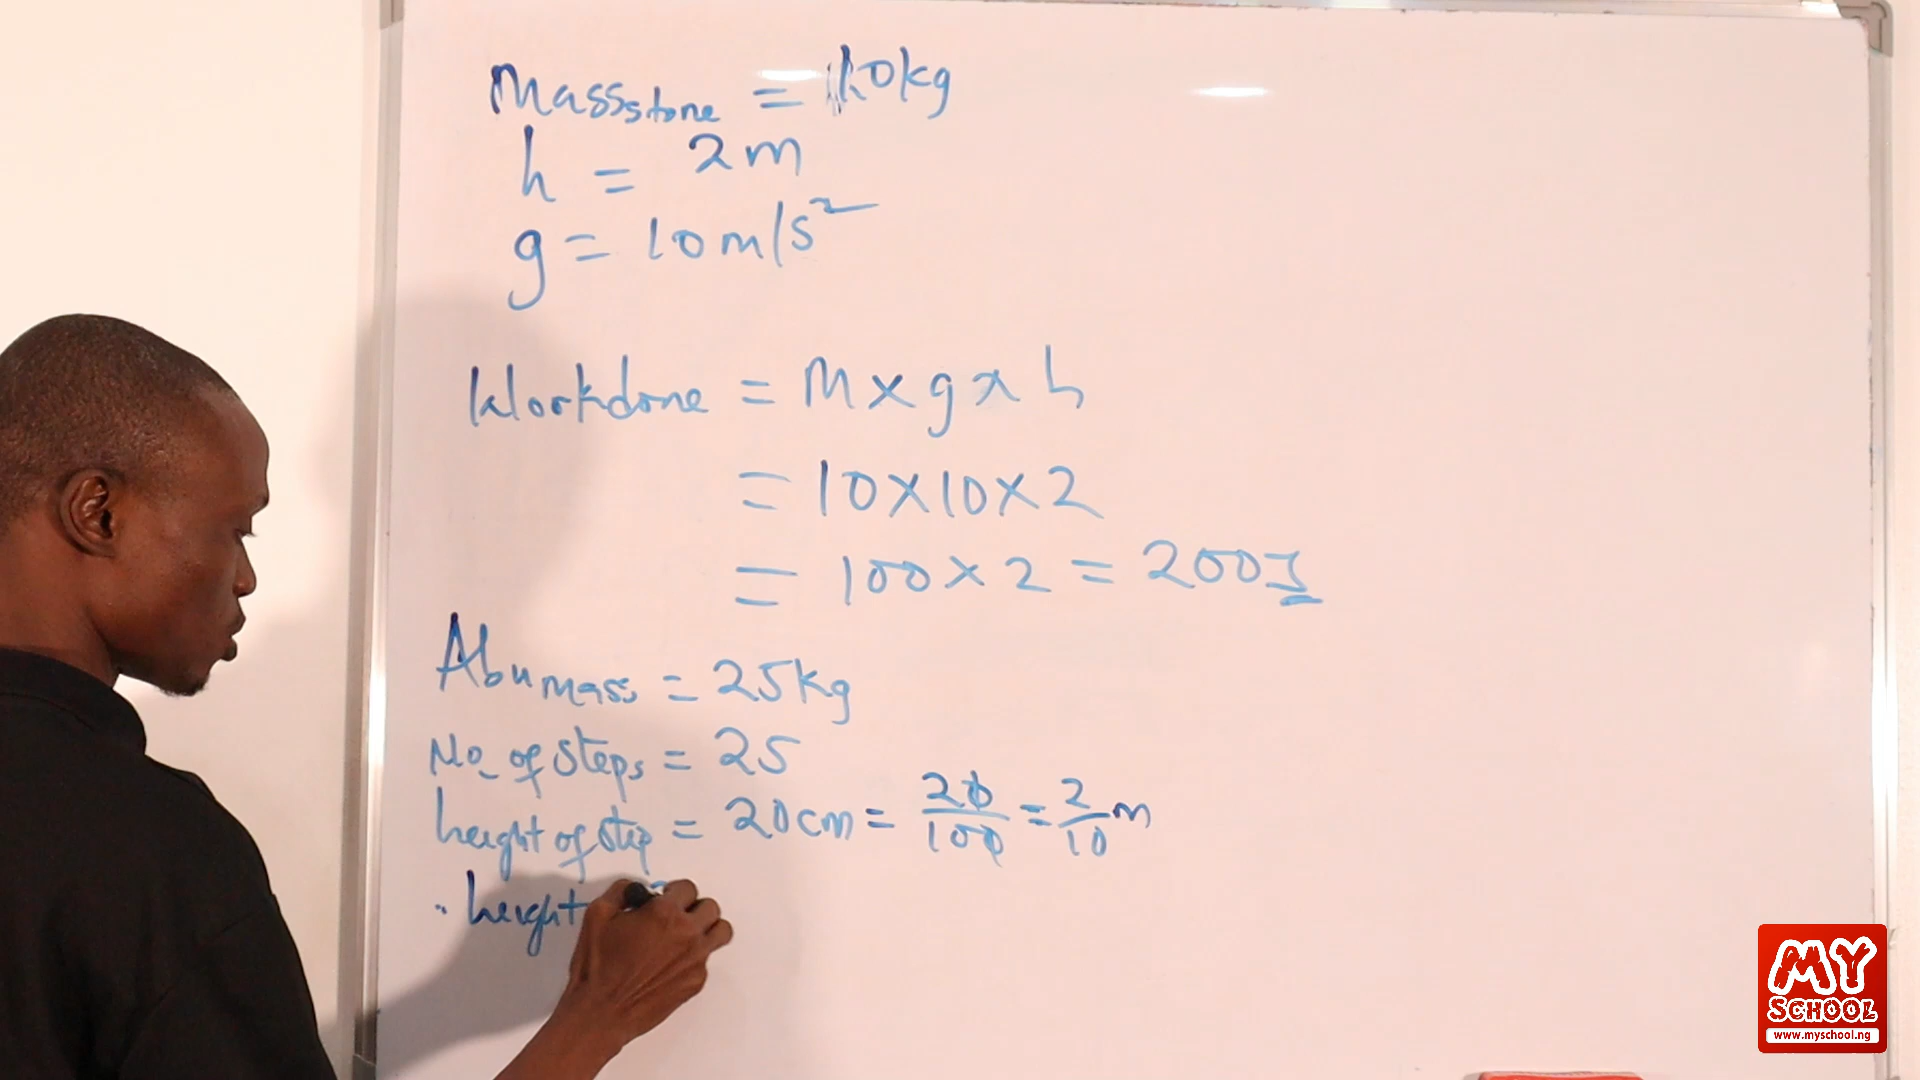 Mass stone = 10kg
h = 2m
g = 10m/s²
Workdone = m x g x h
= 10 x 10 x 2
= 100 x 2 = 200J
Abu mass = 25kg
No. of steps = 25
height of step = 20cm = 20/100 = 2/10 m
height
MY
SCHOOL
www.myschool.ng